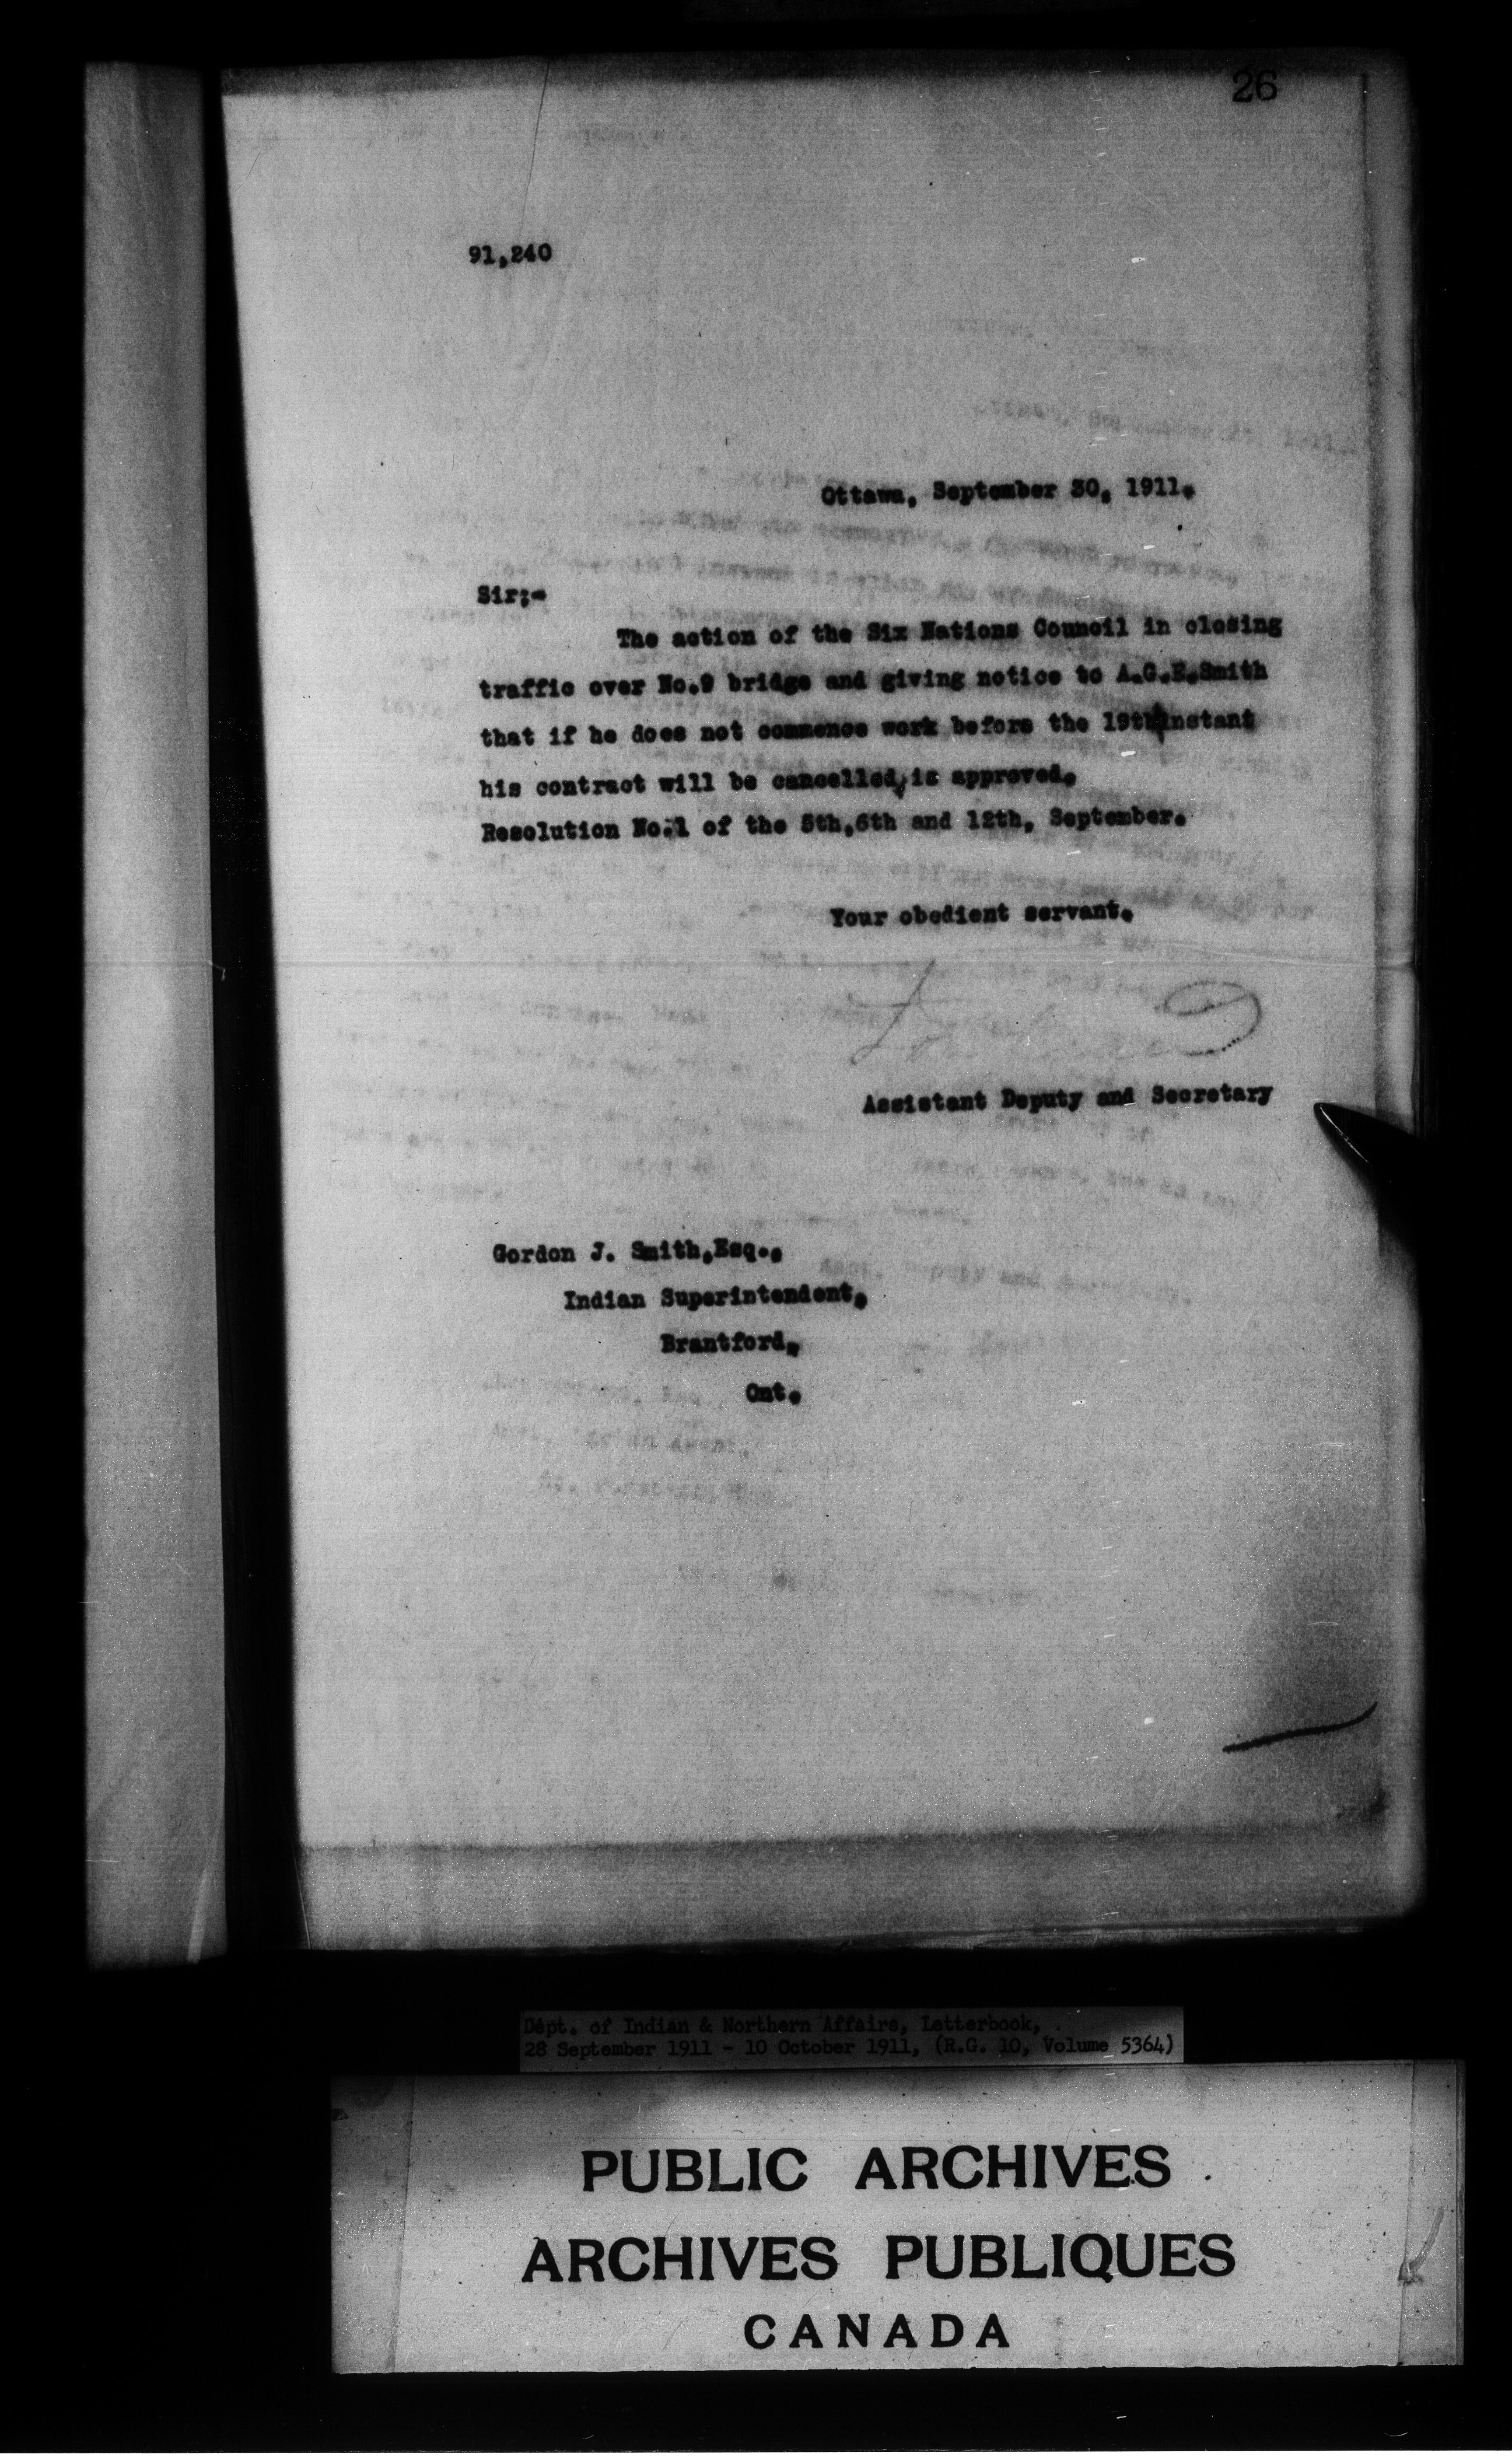 26
91,240
Ottawa, September 30, 1911.
Sir;-
The action of the Six Nations Council in closing
traffic over No.9 bridge and giving notice to A.G.E.Smith
that if he does not commence work before the 19th instant
his contract will be cancelled, is approved.
Resolution No.1 of the 5th,6th and 12th, September.
Your obedient servant.
Assistant Deputy and Secretary
Gordon J. Smith,Esq.,
Indian Superintendent,
Brantford,
Ont.
Dept. of Indian & Northern Affairs, Letterbook,
28 September 1911 - 10 October 1911, (R.G. 10, Volume 5364)
PUBLIC ARCHIVES
ARCHIVES PUBLIQUES
CANADA